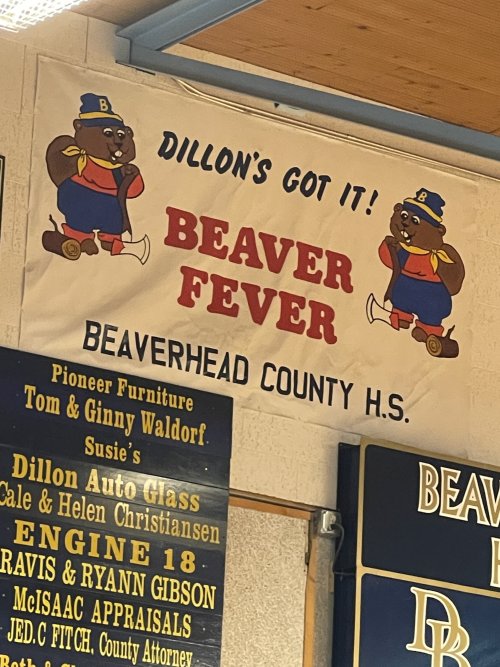 B
B
DILLON'S GOT IT!
BEAVER
FEVER
BEAVERHEAD COUNTY H.S.
Pioneer Furniture
Tom & Ginny Waldorf
Susie's
Dillon Auto Glass
Cale & Helen Christiansen
ENGINE 18
RAVIS & RYANN GIBSON
McISAAC APPRAISALS
JED.C FITCH, County Attorney
BEAV
H
DB